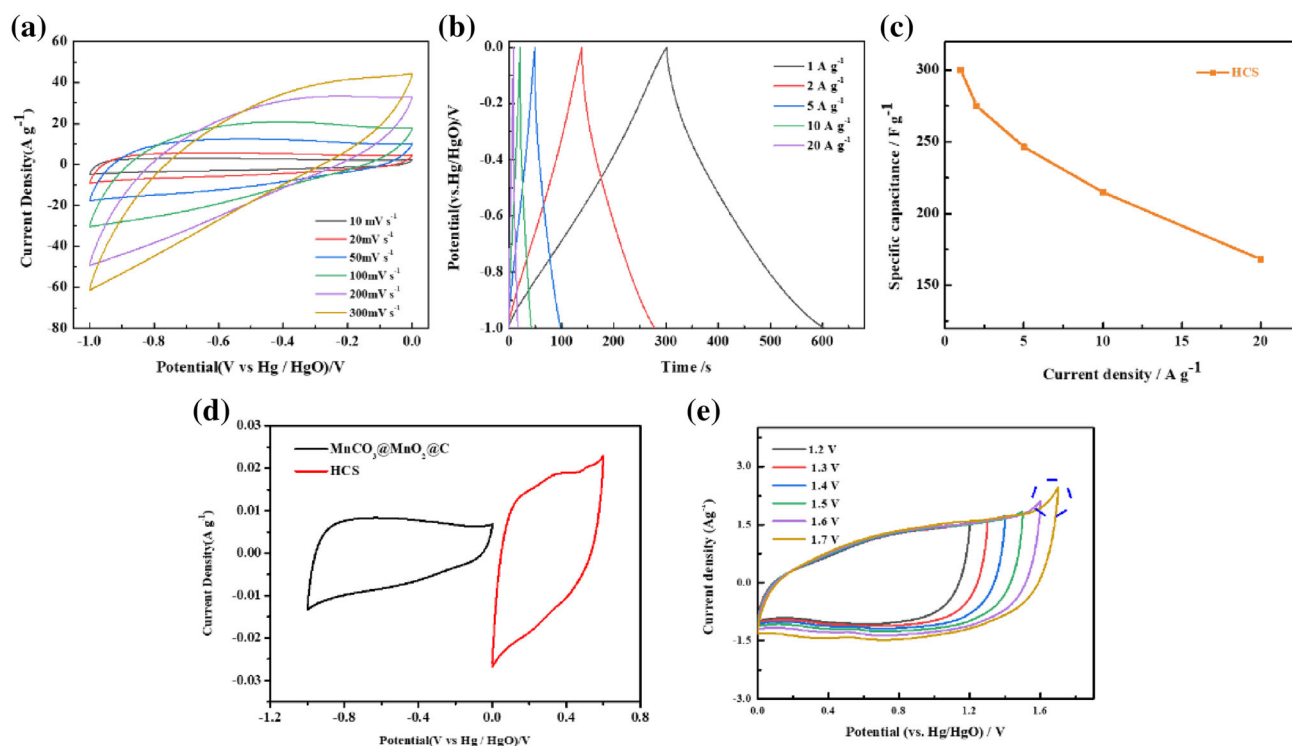 (a)
60
40
20
0
-20
-40
-60
-80
-1.0
-0.8
-0.6
-0.4
-0.2
0.0
Current Density(A g⁻¹)
Potential(V vs Hg / HgO)/V
10 mV s⁻¹
20mV s⁻¹
50mV s⁻¹
100mV s⁻¹
200mV s⁻¹
300mV s⁻¹
(b)
0.0
-0.2
-0.4
-0.6
-0.8
-1.0
0
100
200
300
400
500
600
Potential(vs.Hg/HgO)/V
Time /s
1 A g⁻¹
2 A g⁻¹
5 A g⁻¹
10 A g⁻¹
20 A g⁻¹
(c)
300
250
200
150
0
5
10
15
20
Specific capacitance / F g⁻¹
Current density / A g⁻¹
HCS
(d)
0.03
0.02
0.01
0.00
-0.01
-0.02
-0.03
-1.2
-0.8
-0.4
0.0
0.4
0.8
Current Density(A g⁻¹)
Potential(V vs Hg / HgO)/V
MnCO₃@MnO₂@C
HCS
(e)
3.0
1.5
0.0
-1.5
-3.0
0.0
0.4
0.8
1.2
1.6
Current density (Ag⁻¹)
Potential (vs. Hg/HgO) / V
1.2 V
1.3 V
1.4 V
1.5 V
1.6 V
1.7 V